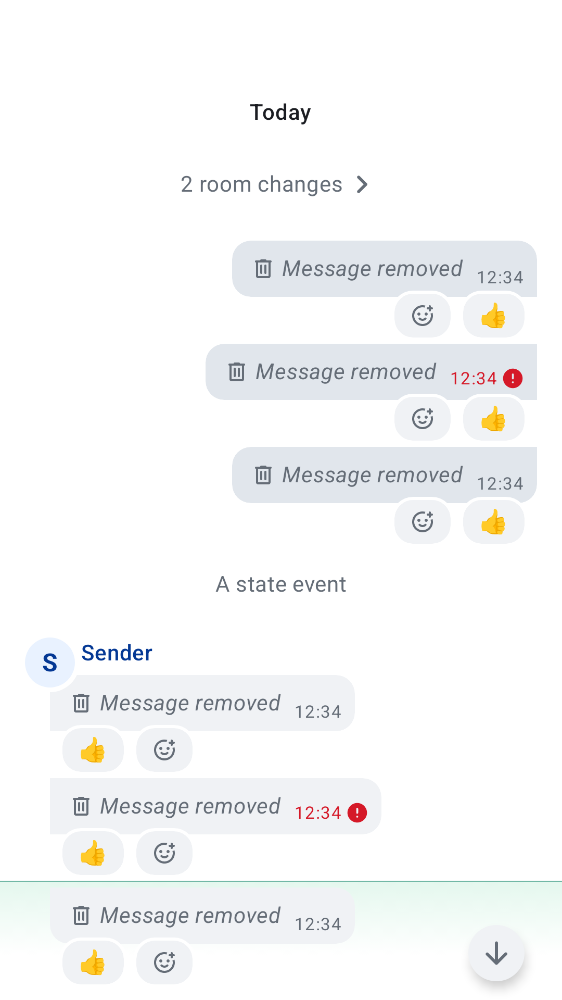 Today
2 room changes
Message removed 12:34
👍
Message removed 12:34
👍
Message removed 12:34
👍
A state event
S Sender
Message removed 12:34
👍
Message removed 12:34
👍
Message removed 12:34
👍